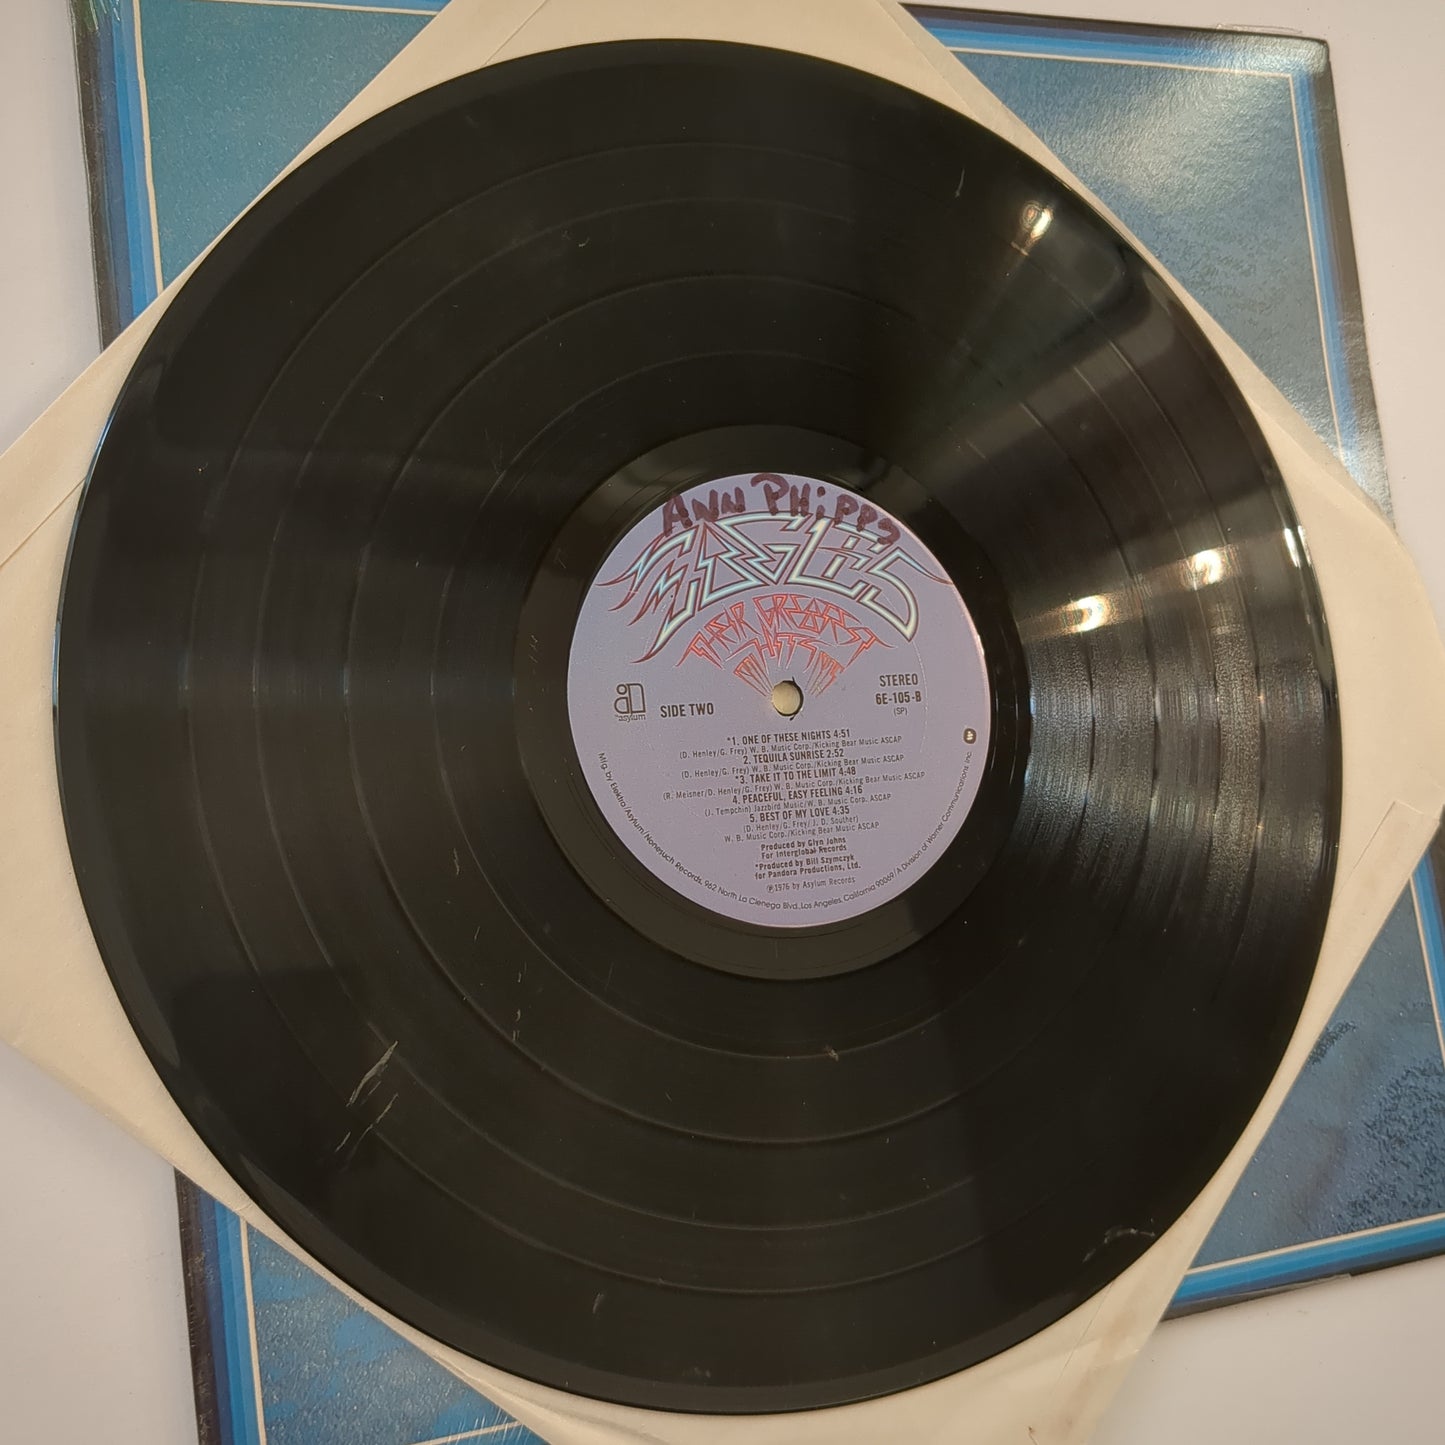 ANN PHIPPS
EAGLES
THEIR GREATEST
HITS
asylum
SIDE TWO
STEREO
6E-105-B
(SP)
*1. ONE OF THESE NIGHTS 4:51
(D. Henley/G. Frey) W. B. Music Corp./Kicking Bear Music ASCAP
2. TEQUILA SUNRISE 2:52
(D. Henley/G. Frey) W. B. Music Corp./Kicking Bear Music ASCAP
*3. TAKE IT TO THE LIMIT 4:48
(R. Meisner/D. Henley/G. Frey) W. B. Music Corp./Kicking Bear Music ASCAP
4. PEACEFUL, EASY FEELING 4:16
(J. Tempchin) Jazzbird Music/W. B. Music Corp. ASCAP
5. BEST OF MY LOVE 4:35
(D. Henley/G. Frey/ J. D. Souther)
W. B. Music Corp./Kicking Bear Music ASCAP
Produced by Glyn Johns
For Interglobal Records
*Produced by Bill Szymczyk
for Pandora Productions, Ltd.
℗1976 by Asylum Records
Mfg. by Elektra/Asylum/Nonesuch Records, 962 North La Cienega Blvd., Los Angeles, California 90069/A Division of Warner Communications Inc.